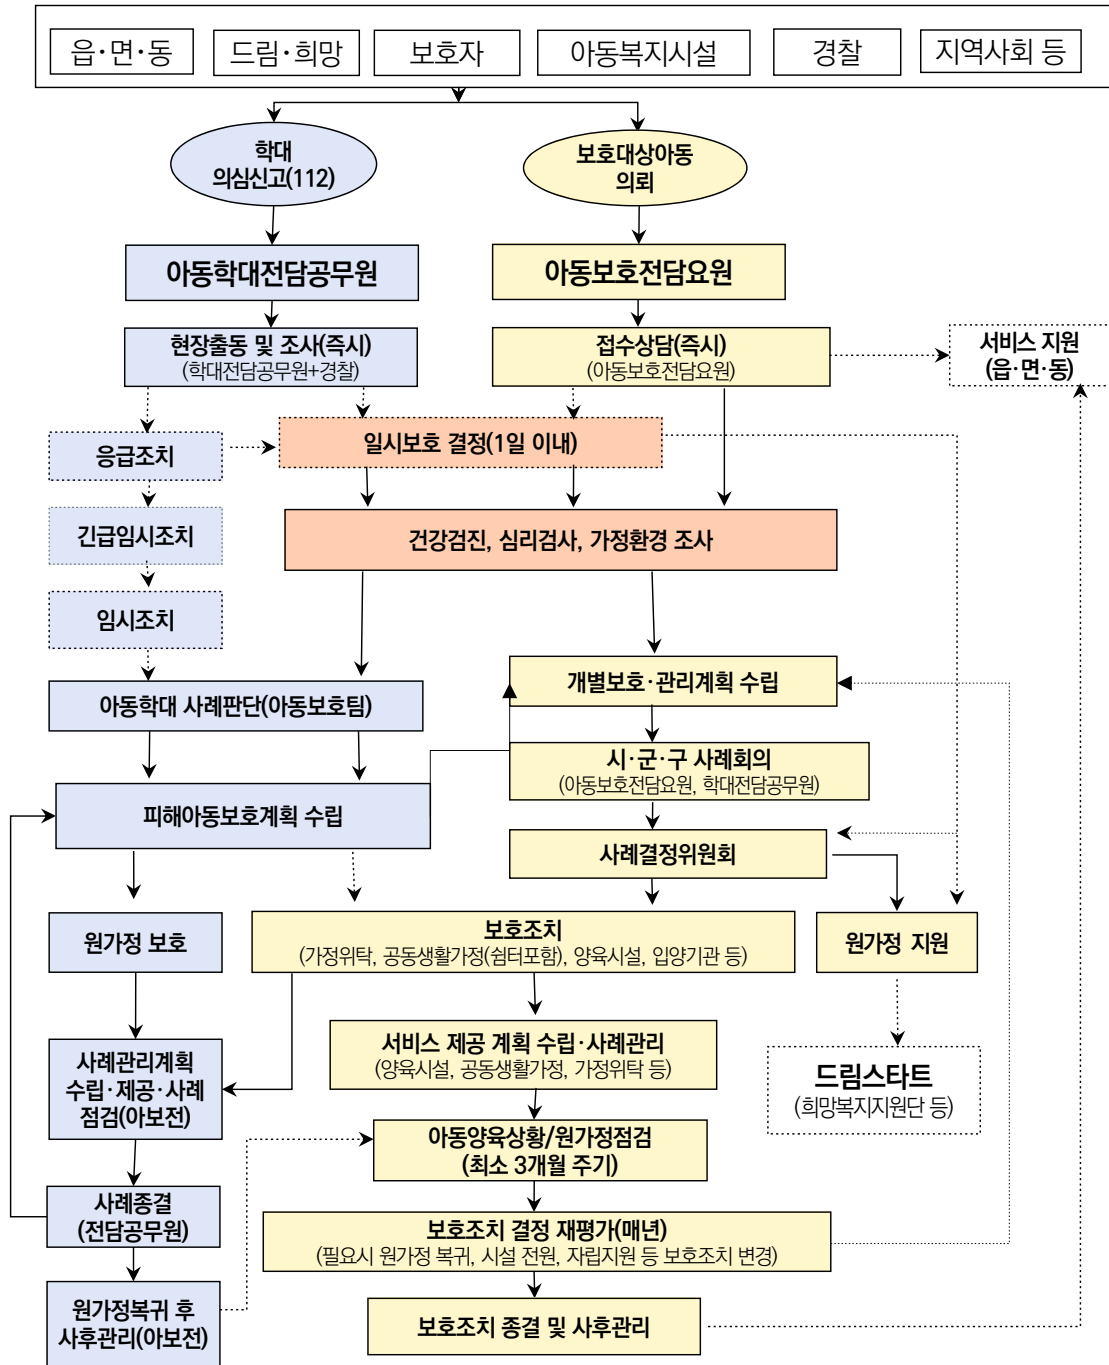 읍·면·동
드림·희망
보호자
아동복지시설
경찰
지역사회 등
학대
의심신고(112)
보호대상아동
의뢰
아동학대전담공무원
아동보호전담요원
현장출동 및 조사(즉시)
(학대전담공무원+경찰)
접수상담(즉시)
(아동보호전담요원)
서비스 지원
(읍·면·동)
응급조치
일시보호 결정(1일 이내)
긴급임시조치
건강검진, 심리검사, 가정환경 조사
임시조치
아동학대 사례판단(아동보호팀)
개별보호·관리계획 수립
시·군·구 사례회의
(아동보호전담요원, 학대전담공무원)
피해아동보호계획 수립
사례결정위원회
원가정 보호
보호조치
(가정위탁, 공동생활가정(쉼터포함), 양육시설, 입양기관 등)
원가정 지원
사례관리계획
수립·제공·사례
점검(아보전)
서비스 제공 계획 수립·사례관리
(양육시설, 공동생활가정, 가정위탁 등)
드림스타트
(희망복지지원단 등)
아동양육상황/원가정점검
(최소 3개월 주기)
사례종결
(전담공무원)
보호조치 결정 재평가(매년)
(필요시 원가정 복귀, 시설 전원, 자립지원 등 보호조치 변경)
원가정복귀 후
사후관리(아보전)
보호조치 종결 및 사후관리